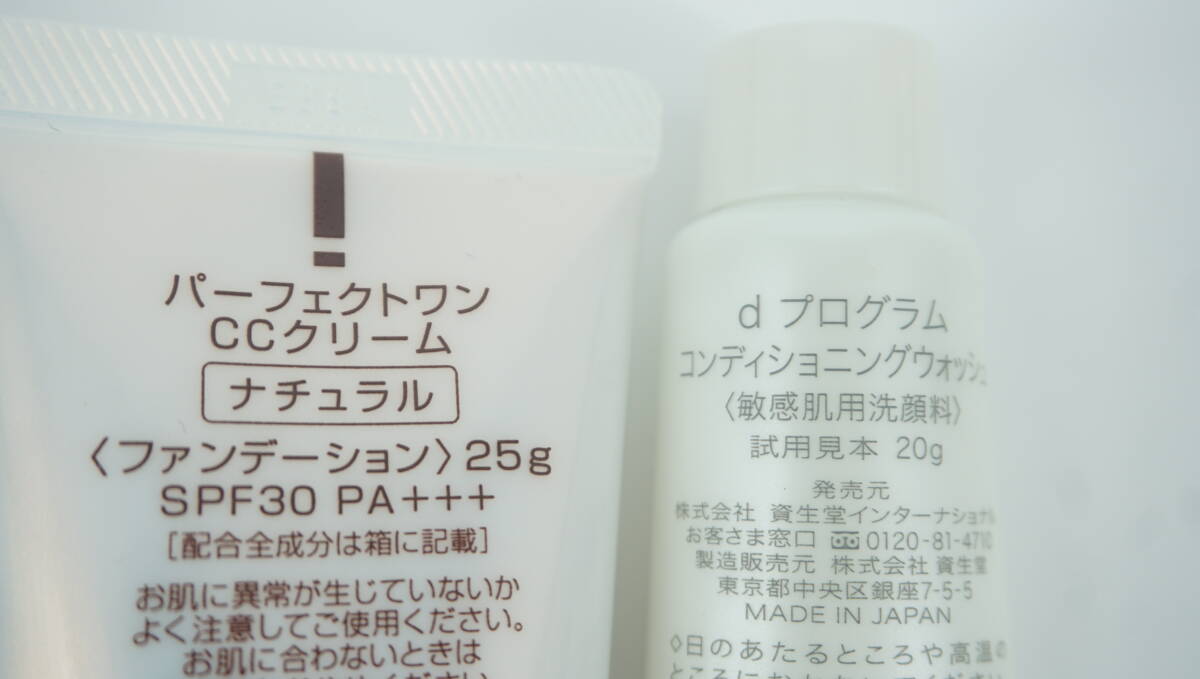 パーフェクトワン
CCクリーム
ナチュラル
〈ファンデーション〉25g
SPF30 PA+++
[配合全成分は箱に記載]
お肌に異常が生じていないか
よく注意してご使用ください。
お肌に合わないときは
d プログラム
コンディショニングウォッシュ
〈敏感肌用洗顔料〉
試用見本 20g
発売元
株式会社 資生堂インターナショナル
お客さま窓口 0120-81-4710
製造販売元 株式会社 資生堂
東京都中央区銀座7-5-5
MADE IN JAPAN
◇日のあたるところや高温の